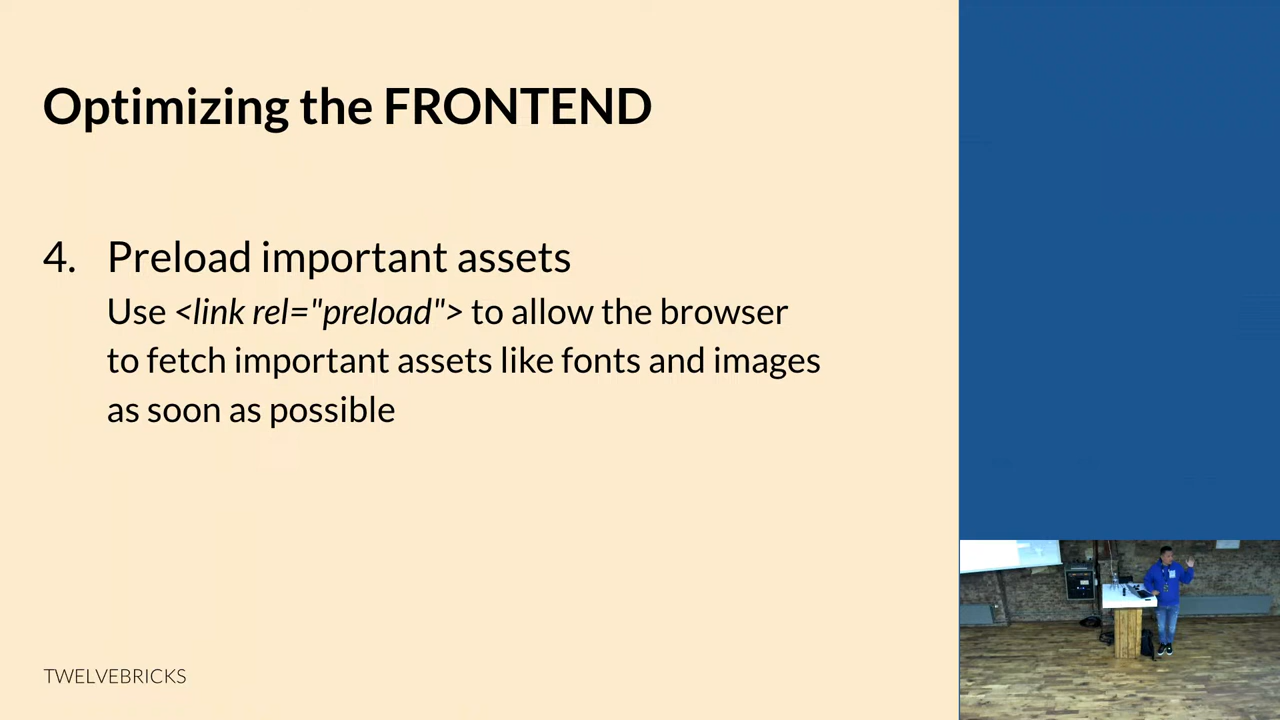 Optimizing the FRONTEND
4. Preload important assets
Use <link rel="preload"> to allow the browser
to fetch important assets like fonts and images
as soon as possible
TWELVEBRICKS